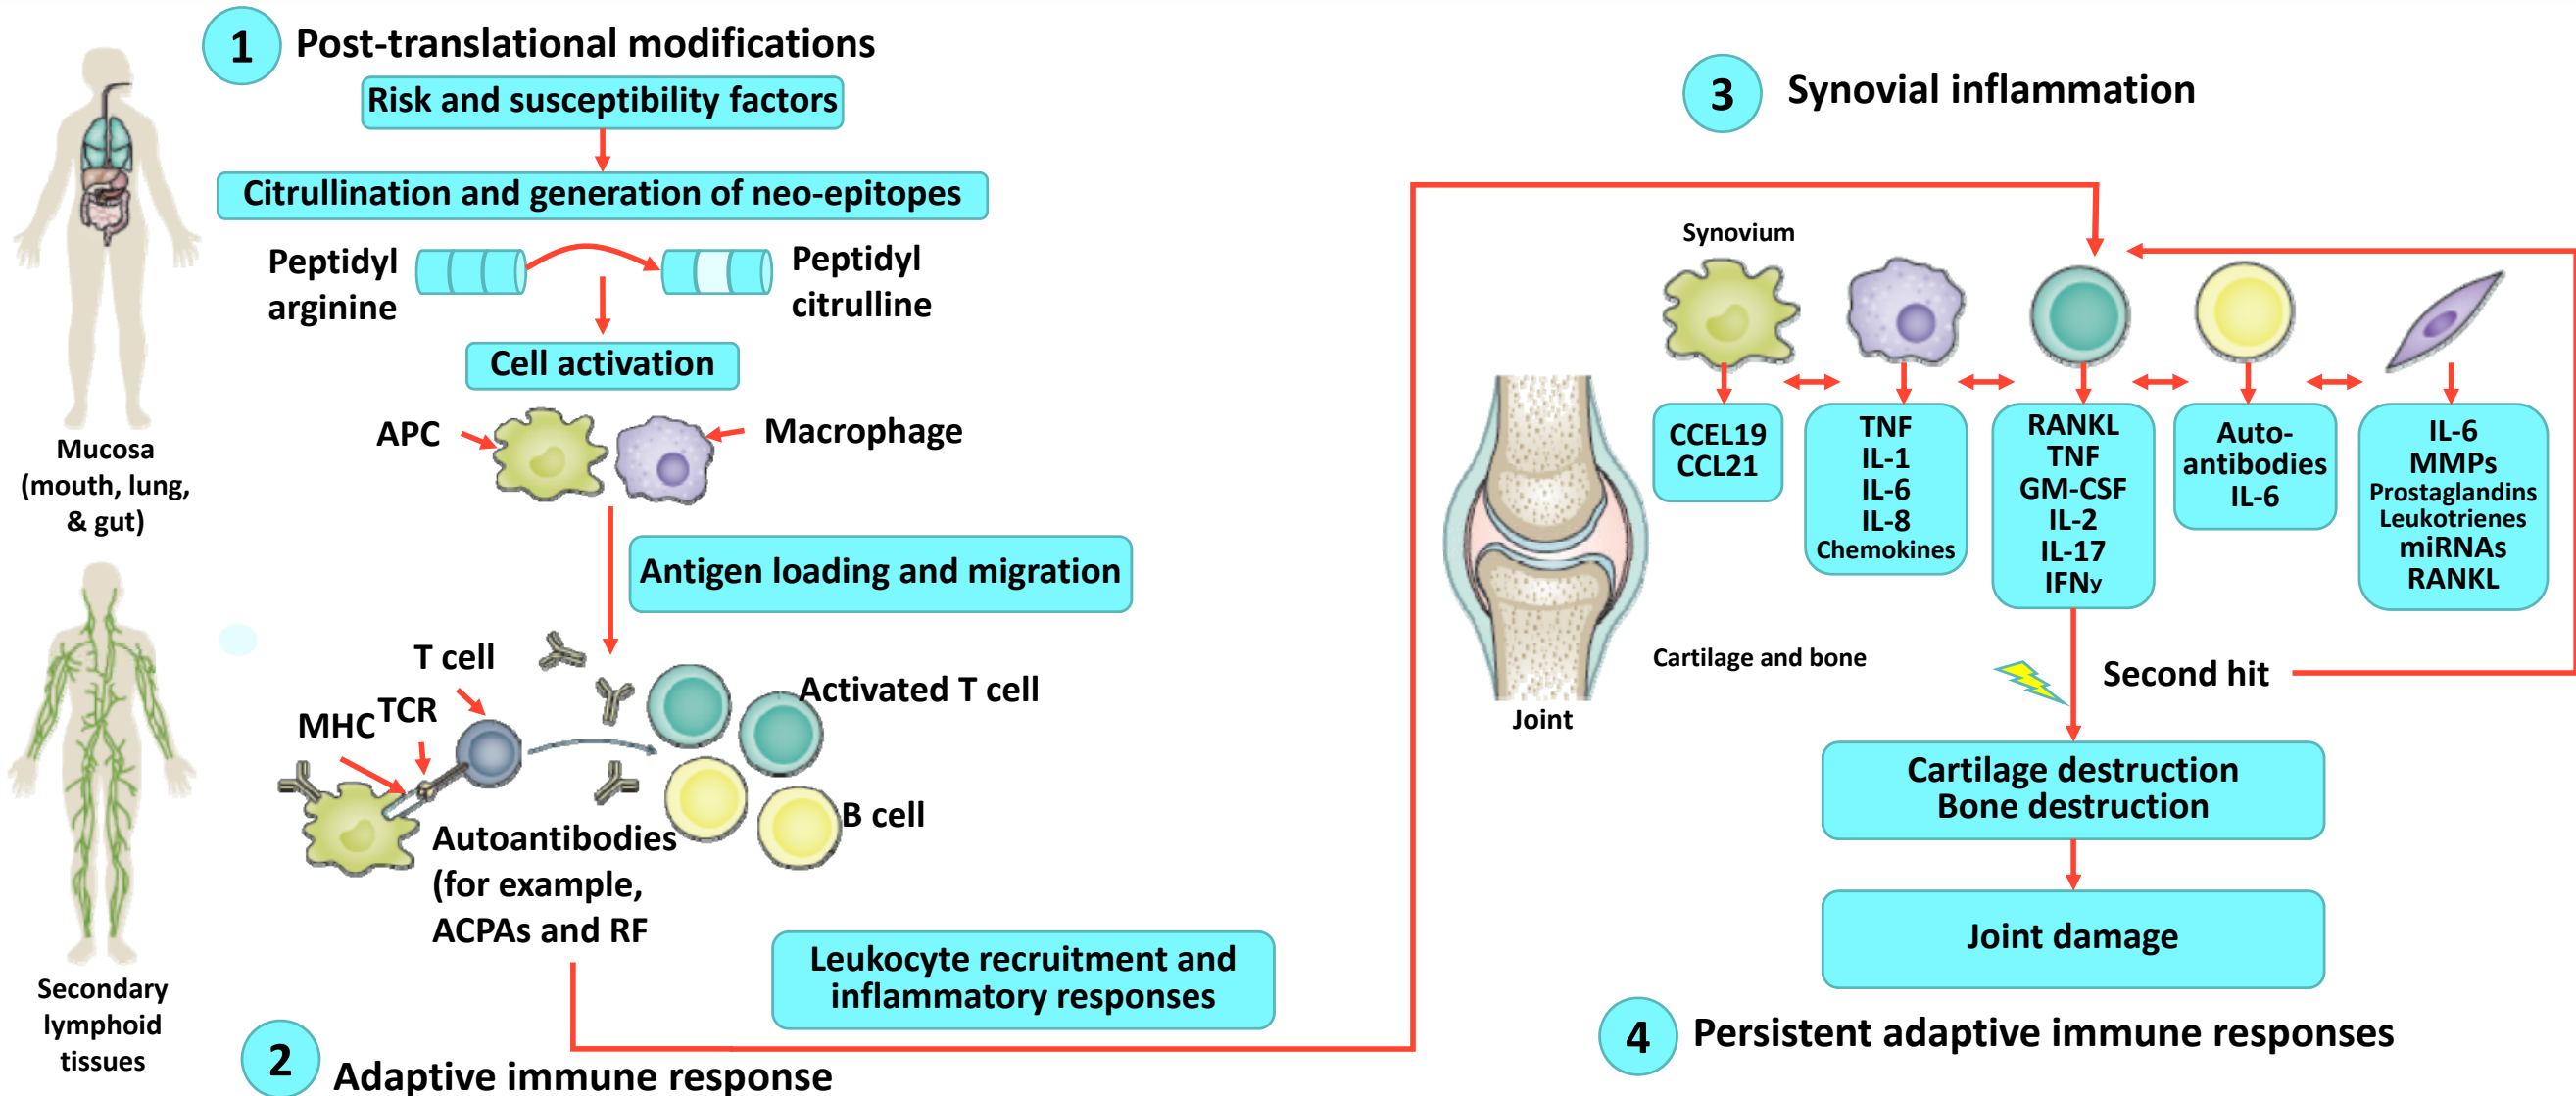 1
Post-translational modifications
Risk and susceptibility factors
Citrullination and generation of neo-epitopes
Peptidyl
arginine
Peptidyl
citrulline
Cell activation
APC
Macrophage
Mucosa
(mouth, lung,
& gut)
Antigen loading and migration
T cell
TCR
MHC
Activated T cell
B cell
Autoantibodies
(for example,
ACPAs and RF
Leukocyte recruitment and
inflammatory responses
Secondary
lymphoid
tissues
2
Adaptive immune response
3
Synovial inflammation
Synovium
CCEL19
CCL21
TNF
IL-1
IL-6
IL-8
Chemokines
RANKL
TNF
GM-CSF
IL-2
IL-17
IFNy
Auto-
antibodies
IL-6
IL-6
MMPs
Prostaglandins
Leukotrienes
miRNAs
RANKL
Cartilage and bone
Joint
Second hit
Cartilage destruction
Bone destruction
Joint damage
4
Persistent adaptive immune responses